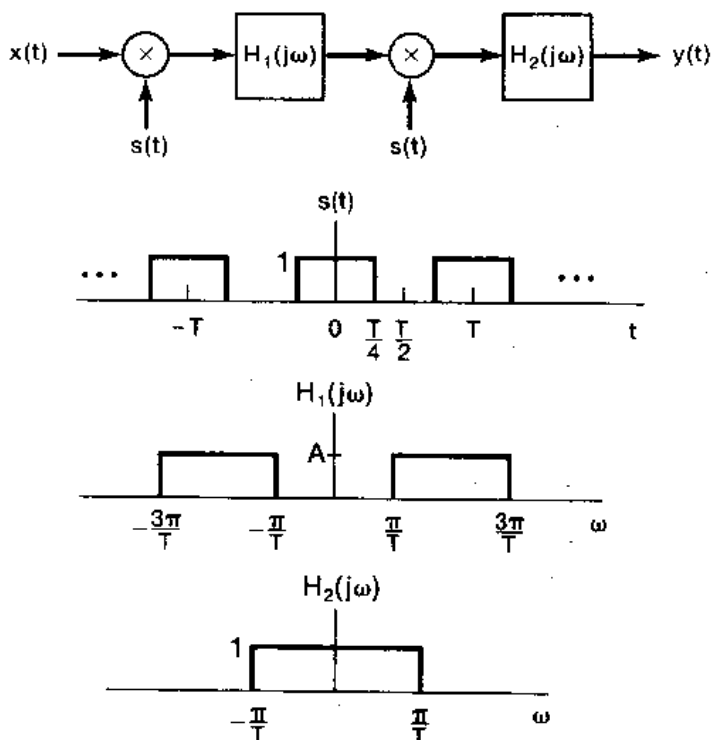 x(t) × H₁(jω) × H₂(jω) y(t)
s(t) s(t)
s(t)
1
••• •••
-T 0 T/4 T/2 T t
H₁(jω)
A
-3π/T -π/T π/T 3π/T ω
H₂(jω)
1
-π/T π/T ω